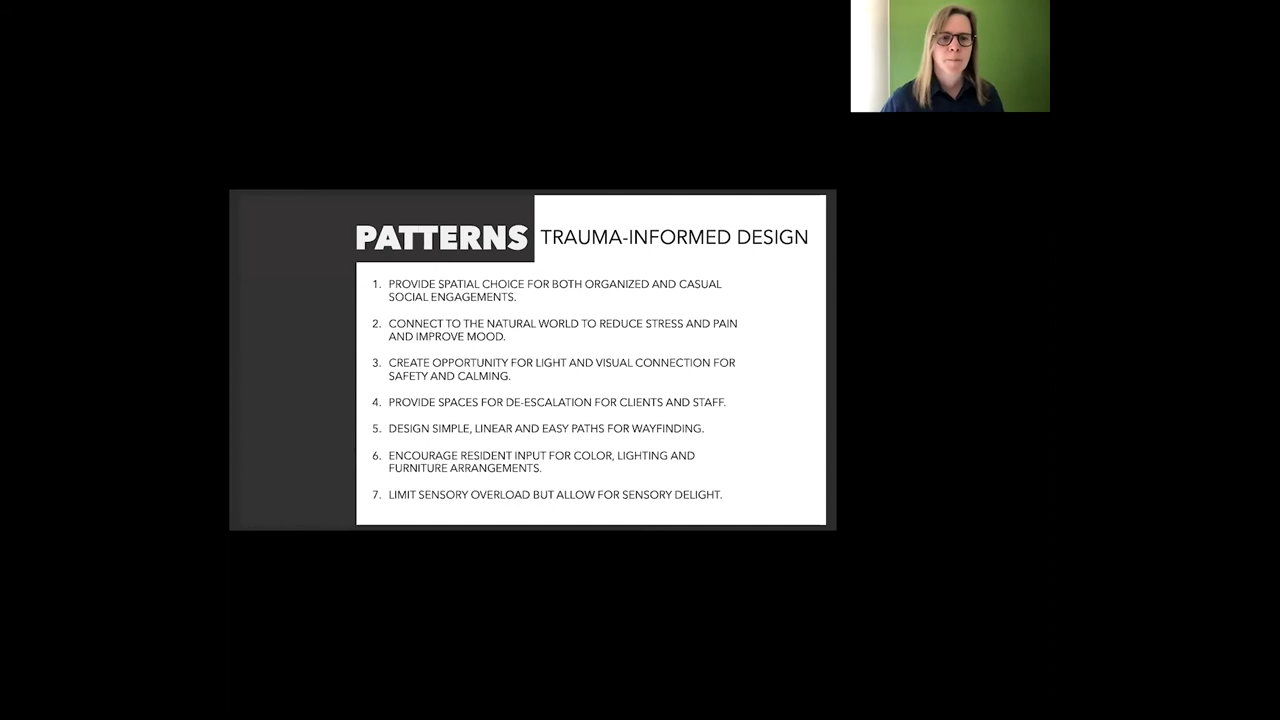 PATTERNS TRAUMA-INFORMED DESIGN
1. PROVIDE SPATIAL CHOICE FOR BOTH ORGANIZED AND CASUAL
SOCIAL ENGAGEMENTS.
2. CONNECT TO THE NATURAL WORLD TO REDUCE STRESS AND PAIN
AND IMPROVE MOOD.
3. CREATE OPPORTUNITY FOR LIGHT AND VISUAL CONNECTION FOR
SAFETY AND CALMING.
4. PROVIDE SPACES FOR DE-ESCALATION FOR CLIENTS AND STAFF.
5. DESIGN SIMPLE, LINEAR AND EASY PATHS FOR WAYFINDING.
6. ENCOURAGE RESIDENT INPUT FOR COLOR, LIGHTING AND
FURNITURE ARRANGEMENTS.
7. LIMIT SENSORY OVERLOAD BUT ALLOW FOR SENSORY DELIGHT.